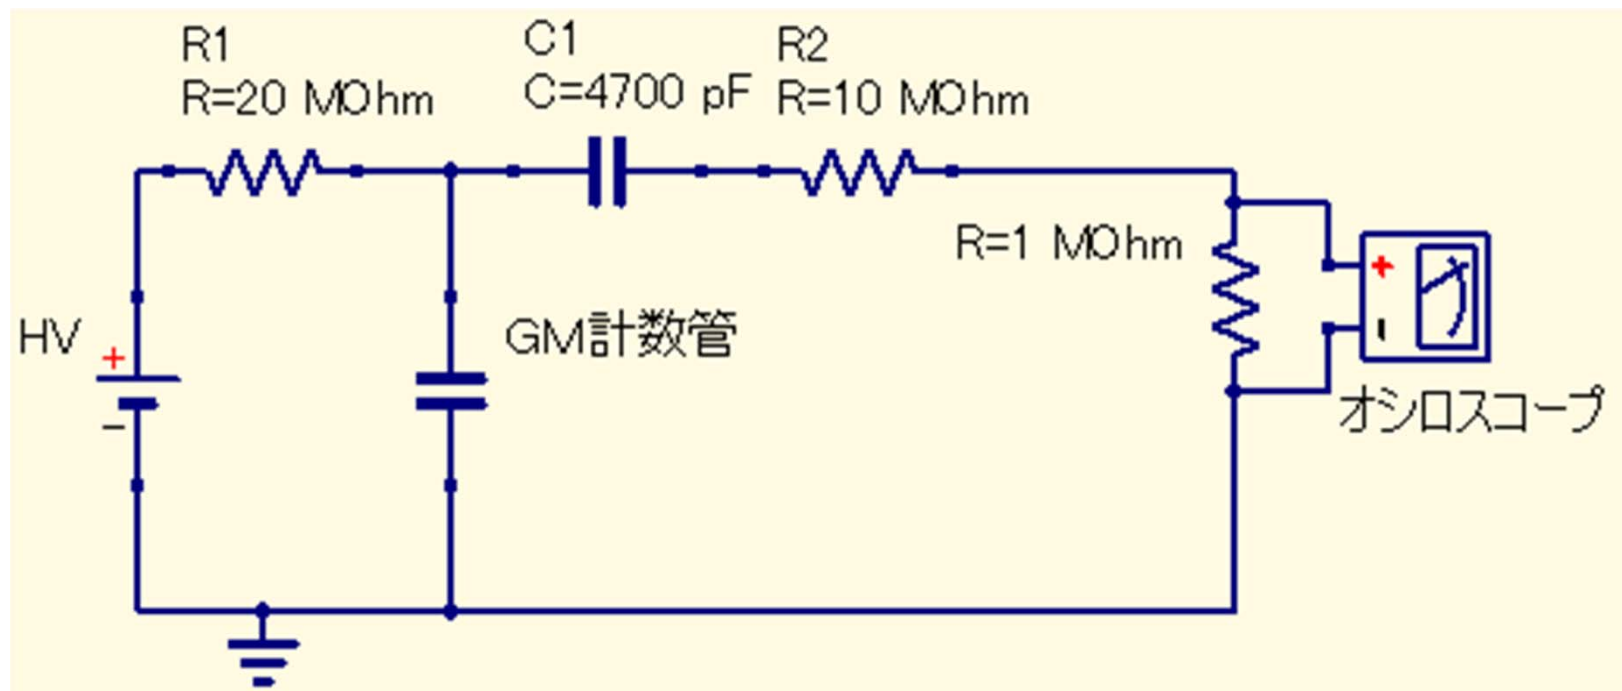 R1
R=20 MOhm
C1
C=4700 pF
R2
R=10 MOhm
R=1 MOhm
HV
+
−
GM計数管
+
オシロスコープ